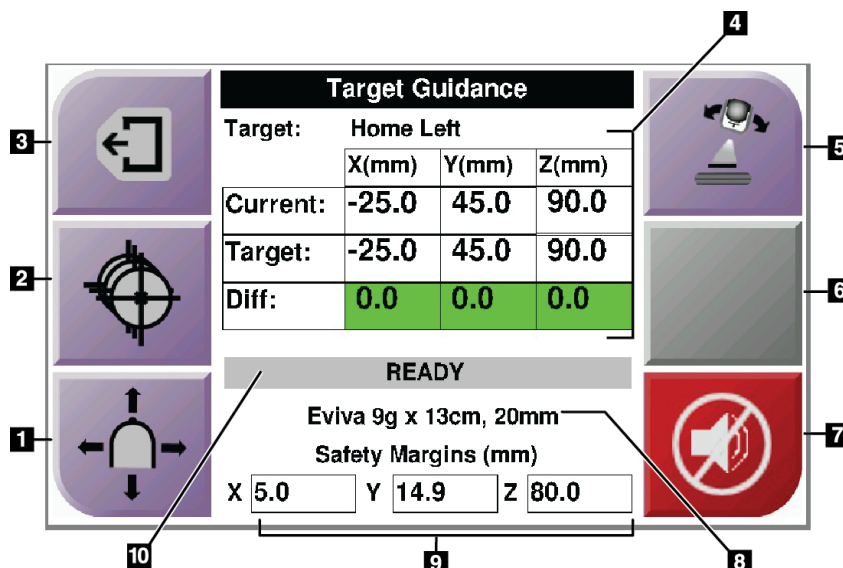 4
Target Guidance
3
Target: Home Left
5
X(mm) Y(mm) Z(mm)
Current: -25.0 45.0 90.0
2
Target: -25.0 45.0 90.0
6
Diff: 0.0 0.0 0.0
READY
1
Eviva 9g x 13cm, 20mm
7
Safety Margins (mm)
X 5.0 Y 14.9 Z 80.0
10
9
8